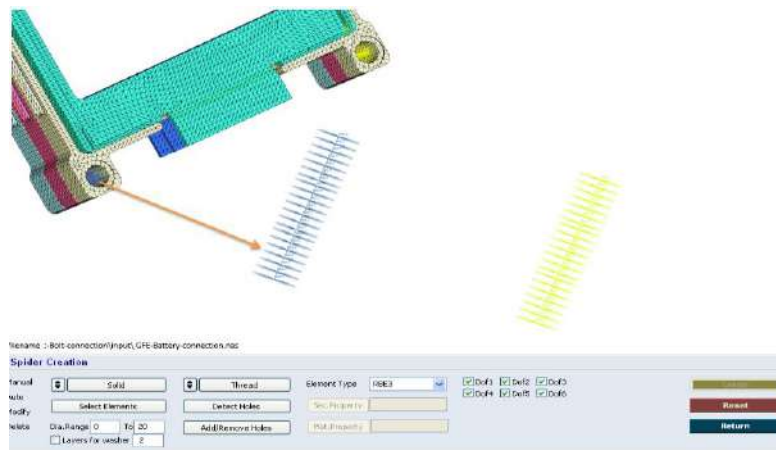 Filename :-Bolt-connection\input\_GFE-Battery-connection.nas
Spider Creation
Manual Solid Thread Element Type RBE3 Dof1 Dof2 Dof3
Auto Select Elements Detect Holes Sec.Property Dof4 Dof5 Dof6 Reset
Modify
Delete Dia.Range 0 To 20 Add/Remove Holes Mat.Property Return
Layers for washer 2